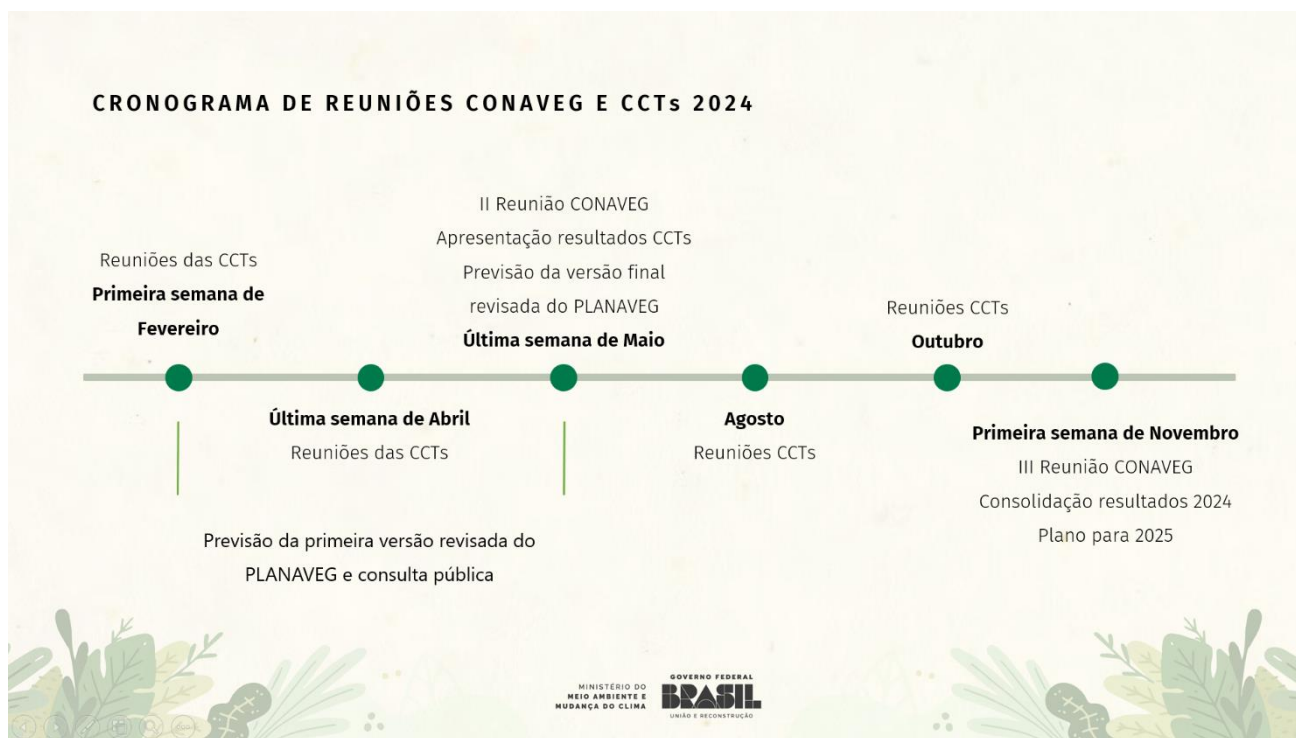 CRONOGRAMA DE REUNIÕES CONAVEG E CCTs 2024
Reuniões das CCTs
Primeira semana de
Fevereiro
Última semana de Abril
Reuniões das CCTs
II Reunião CONAVEG
Apresentação resultados CCTs
Previsão da versão final
revisada do PLANAVEG
Última semana de Maio
Agosto
Reuniões CCTs
Reuniões CCTs
Outubro
Primeira semana de Novembro
III Reunião CONAVEG
Consolidação resultados 2024
Plano para 2025
Previsão da primeira versão revisada do
PLANAVEG e consulta pública
MINISTÉRIO DO
MEIO AMBIENTE E
MUDANÇA DO CLIMA
GOVERNO FEDERAL
BRASIL
UNIÃO E RECONSTRUÇÃO